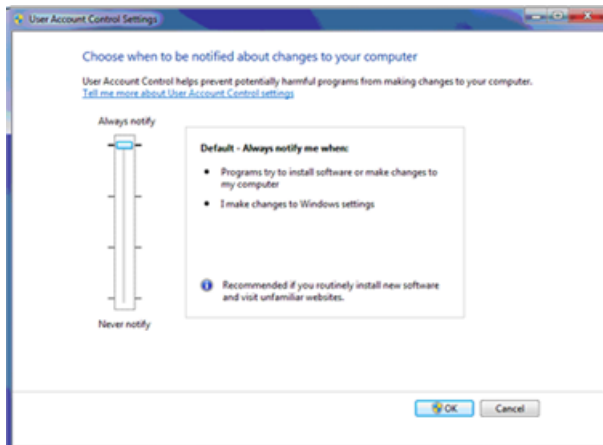 User Account Control Settings
Choose when to be notified about changes to your computer
User Account Control helps prevent potentially harmful programs from making changes to your computer.
Tell me more about User Account Control settings
Always notify
Default - Always notify me when:
Programs try to install software or make changes to
my computer
I make changes to Windows settings
Recommended if you routinely install new software
and visit unfamiliar websites.
Never notify
OK
Cancel